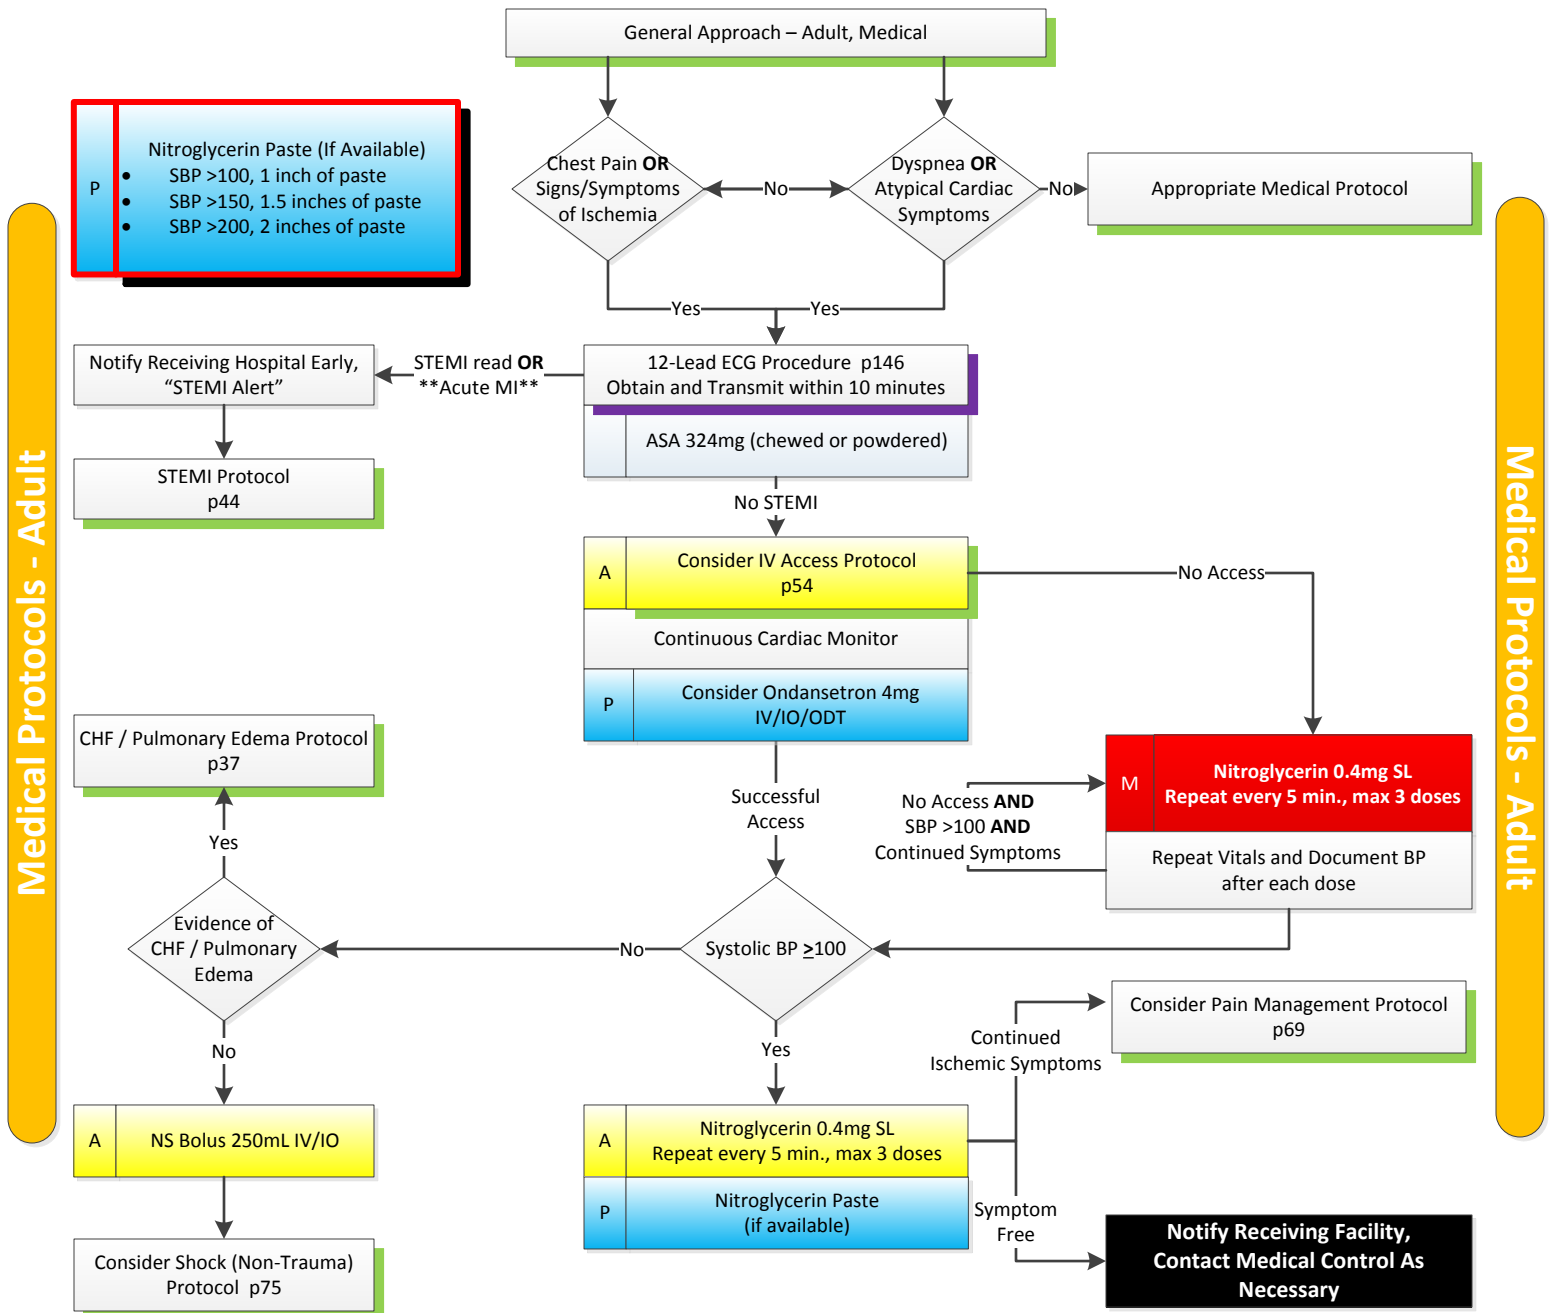 General Approach – Adult, Medical
P
Nitroglycerin Paste (If Available)
• SBP >100, 1 inch of paste
• SBP >150, 1.5 inches of paste
• SBP >200, 2 inches of paste
Chest Pain OR
Signs/Symptoms
of Ischemia
No
Dyspnea OR
Atypical Cardiac
Symptoms
No
Appropriate Medical Protocol
Yes
Yes
Notify Receiving Hospital Early,
“STEMI Alert”
STEMI read OR
**Acute MI**
12-Lead ECG Procedure p146
Obtain and Transmit within 10 minutes
ASA 324mg (chewed or powdered)
STEMI Protocol
p44
No STEMI
A
Consider IV Access Protocol
p54
No Access
Continuous Cardiac Monitor
P
Consider Ondansetron 4mg
IV/IO/ODT
CHF / Pulmonary Edema Protocol
p37
Successful
Access
No Access AND
SBP >100 AND
Continued Symptoms
M
Nitroglycerin 0.4mg SL
Repeat every 5 min., max 3 doses
Repeat Vitals and Document BP
after each dose
Yes
Evidence of
CHF / Pulmonary
Edema
No
Systolic BP ≥100
Consider Pain Management Protocol
p69
No
Yes
Continued
Ischemic Symptoms
A
NS Bolus 250mL IV/IO
A
Nitroglycerin 0.4mg SL
Repeat every 5 min., max 3 doses
P
Nitroglycerin Paste
(if available)
Symptom
Free
Consider Shock (Non-Trauma)
Protocol p75
Notify Receiving Facility,
Contact Medical Control As
Necessary
Medical Protocols - Adult
Medical Protocols - Adult